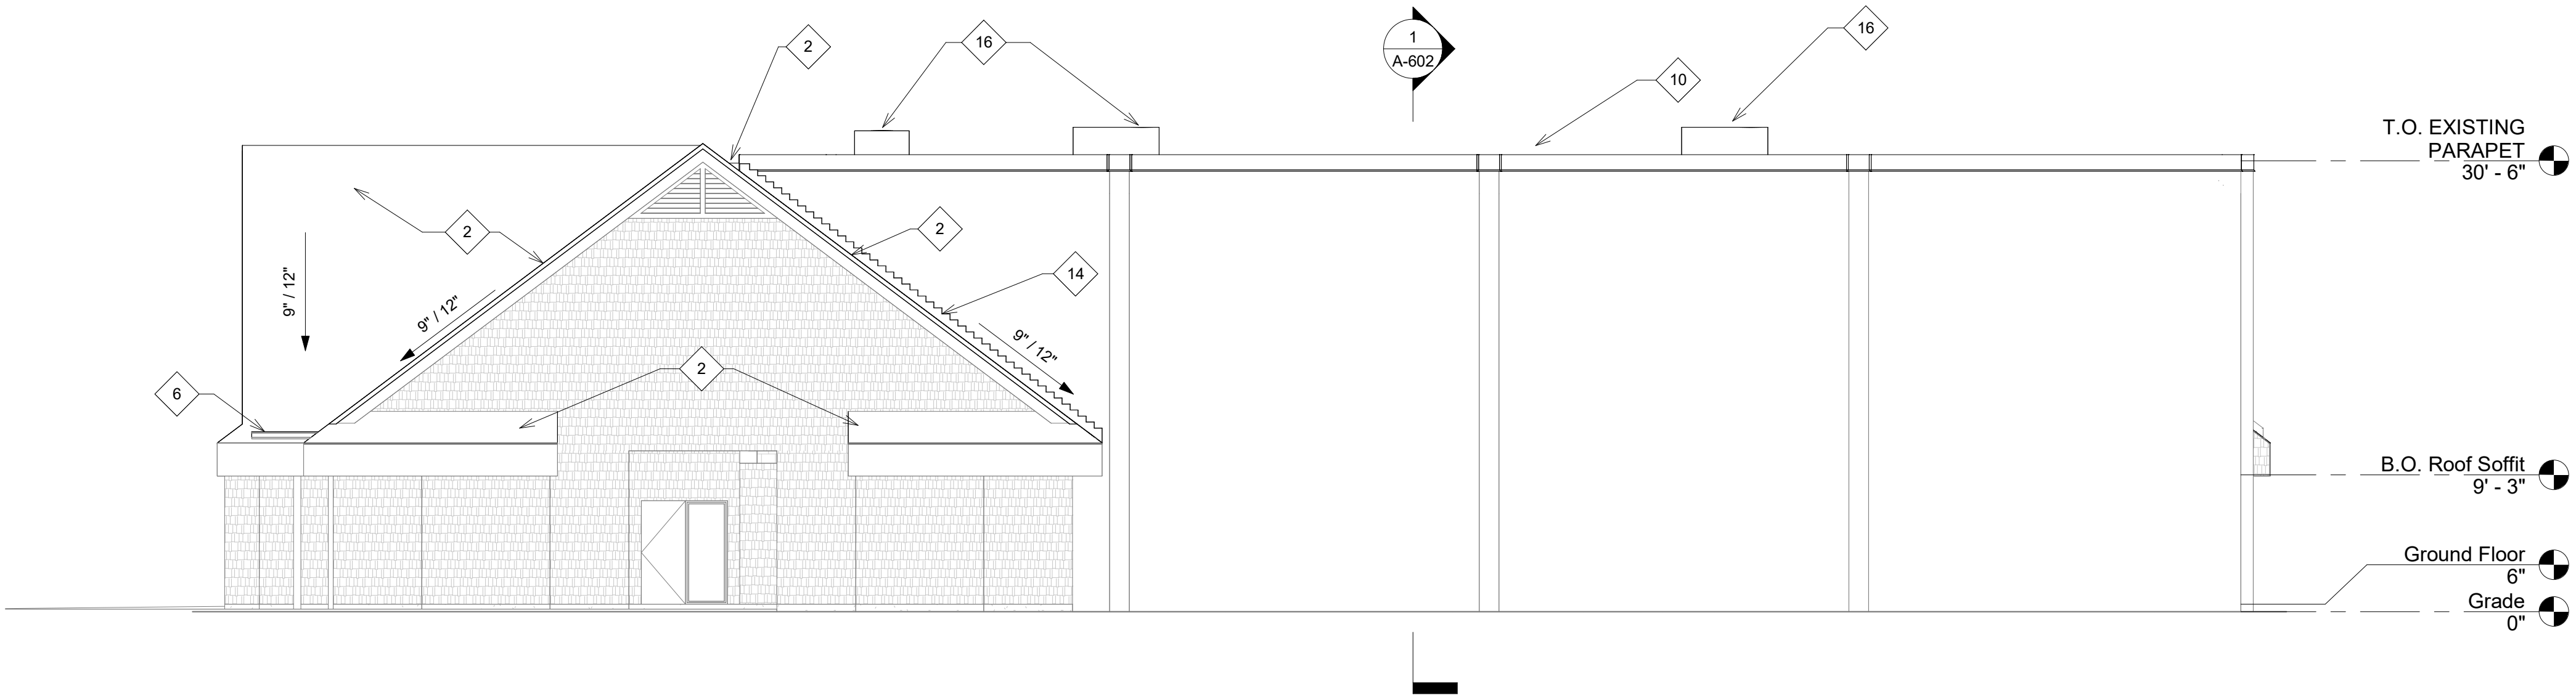 2
16
1
A-602
10
16
T.O. EXISTING
PARAPET
30' - 6"
2
2
9" / 12"
9" / 12"
14
9" / 12"
2
6
B.O. Roof Soffit
9' - 3"
Ground Floor
6"
Grade
0"